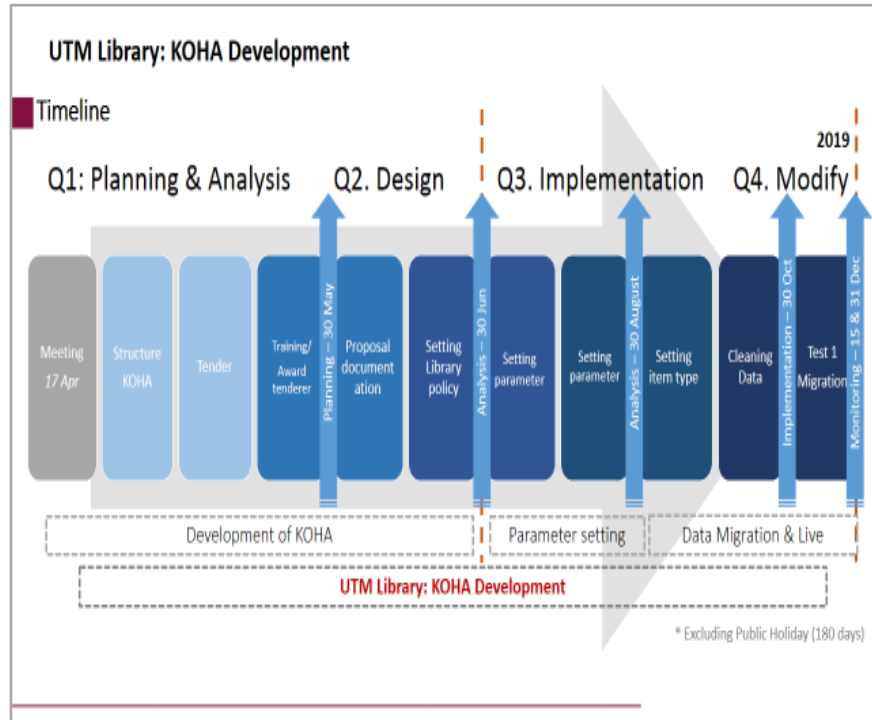 UTM Library: KOHA Development
Timeline
2019
Q1: Planning & Analysis
Q2. Design
Q3. Implementation
Q4. Modify
Meeting
17 Apr
Structure
KOHA
Tender
Training/
Award
tenderer
Planning – 30 May
Proposal
document
ation
Setting
Library
policy
Analysis – 30 Jun
Setting
parameter
Setting
parameter
Analysis – 30 August
Setting
item type
Cleaning
Data
Implementation – 30 Oct
Test 1
Migration
Monitoring – 15 & 31 Dec
Development of KOHA
Parameter setting
Data Migration & Live
UTM Library: KOHA Development
* Excluding Public Holiday (180 days)